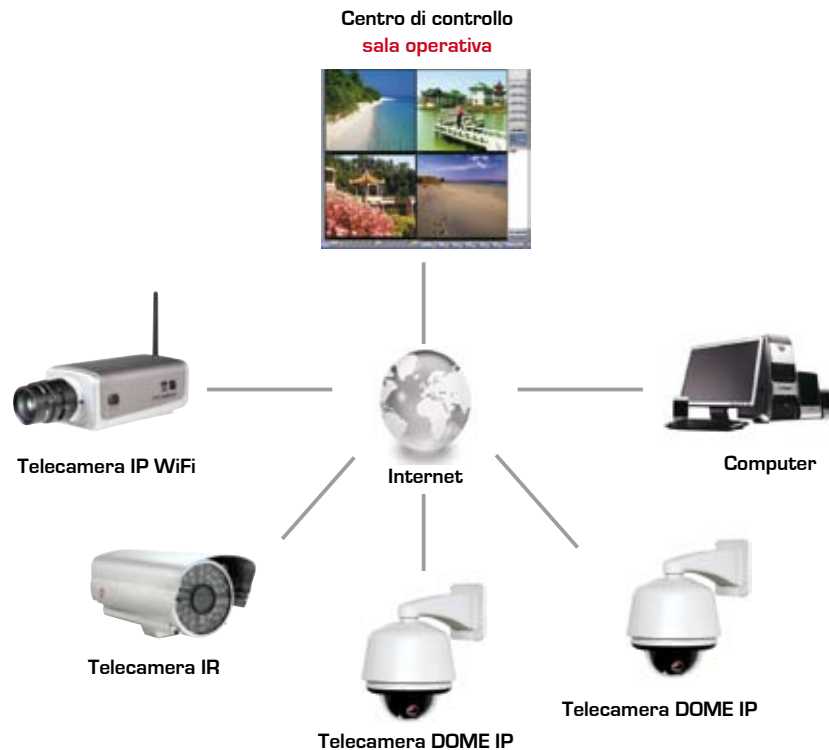 Centro di controllo
sala operativa
Telecamera IP WiFi
Internet
Computer
Telecamera IR
Telecamera DOME IP
Telecamera DOME IP